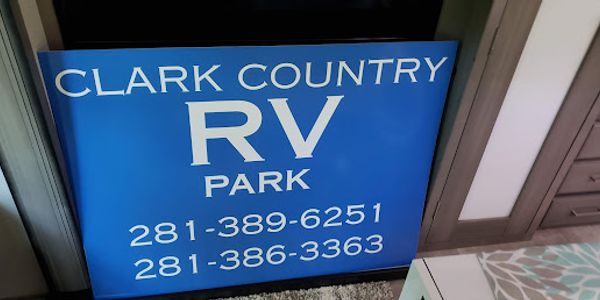 CLARK COUNTRY
RV
PARK
281-389-6251
281-386-3363